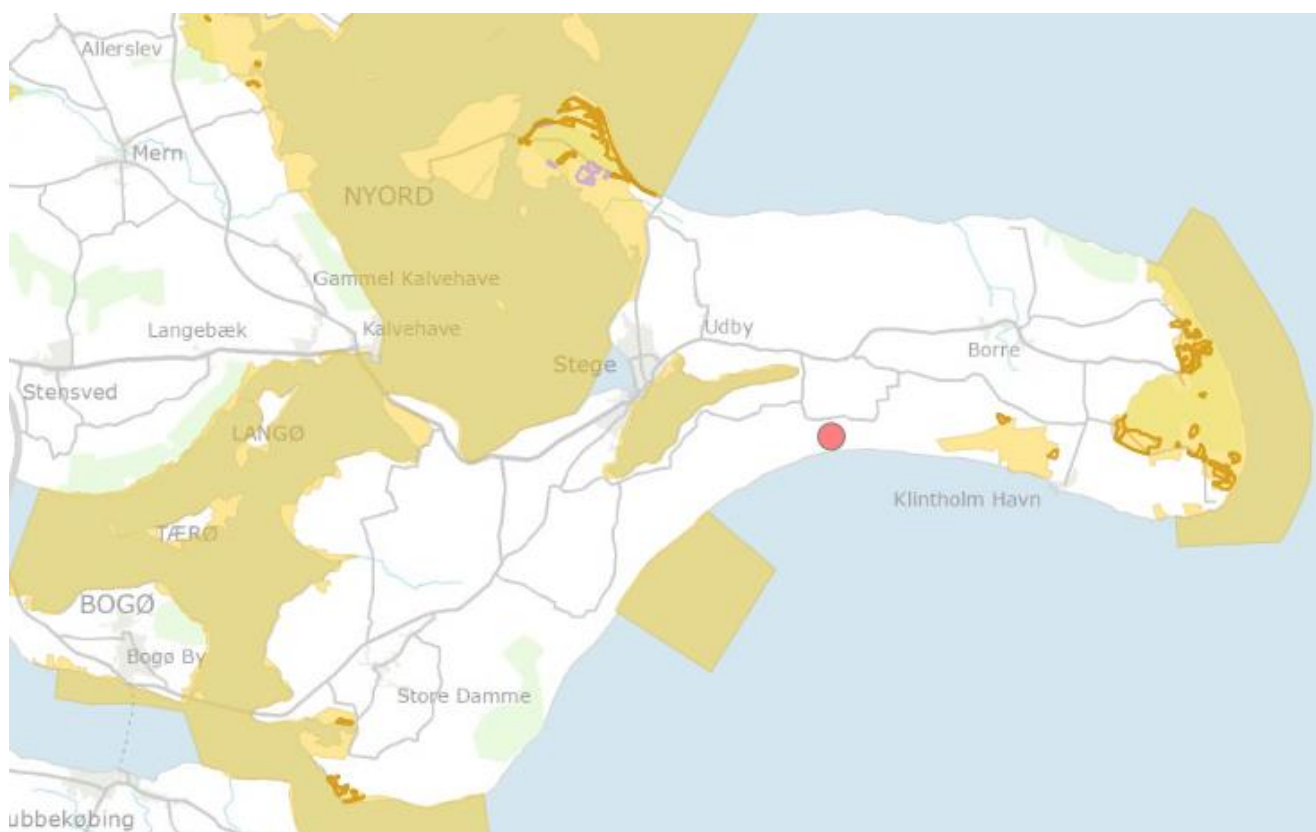 Allerslev
Mern
NYORD
Gammel Kalvehave
Langebæk
Kalvehave
Udby
Borre
Stege
Stensved
LANGØ
Klintholm Havn
TÆRØ
BOGØ
Bogø By
Store Damme
ubbekøbing